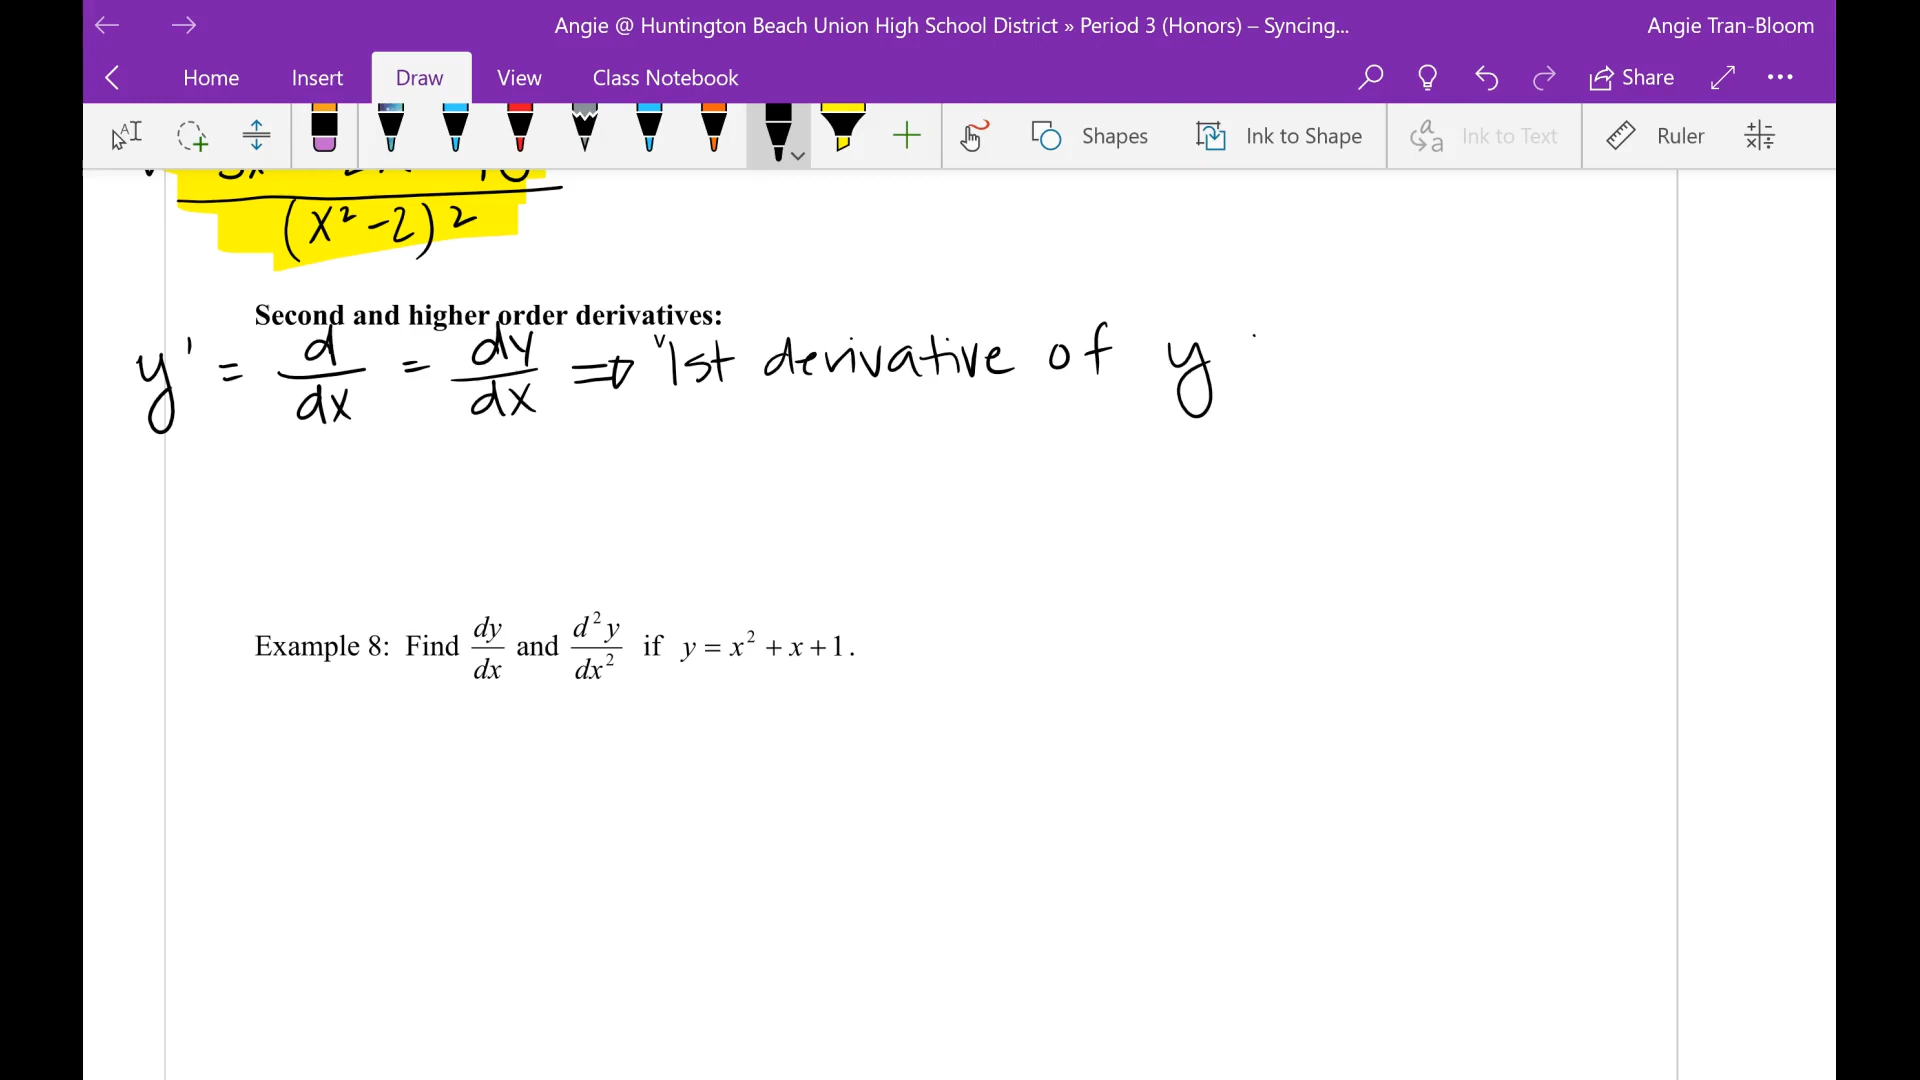 Angie @ Huntington Beach Union High School District » Period 3 (Honors) – Syncing...
Angie Tran-Bloom
Home Insert Draw View Class Notebook Share
Shapes Ink to Shape Ink to Text Ruler
(x² - 2)²
Second and higher order derivatives:
y' = d/dx = dy/dx ⇒ "1st derivative of y
Example 8: Find dy/dx and d²y/dx² if y = x² + x + 1.